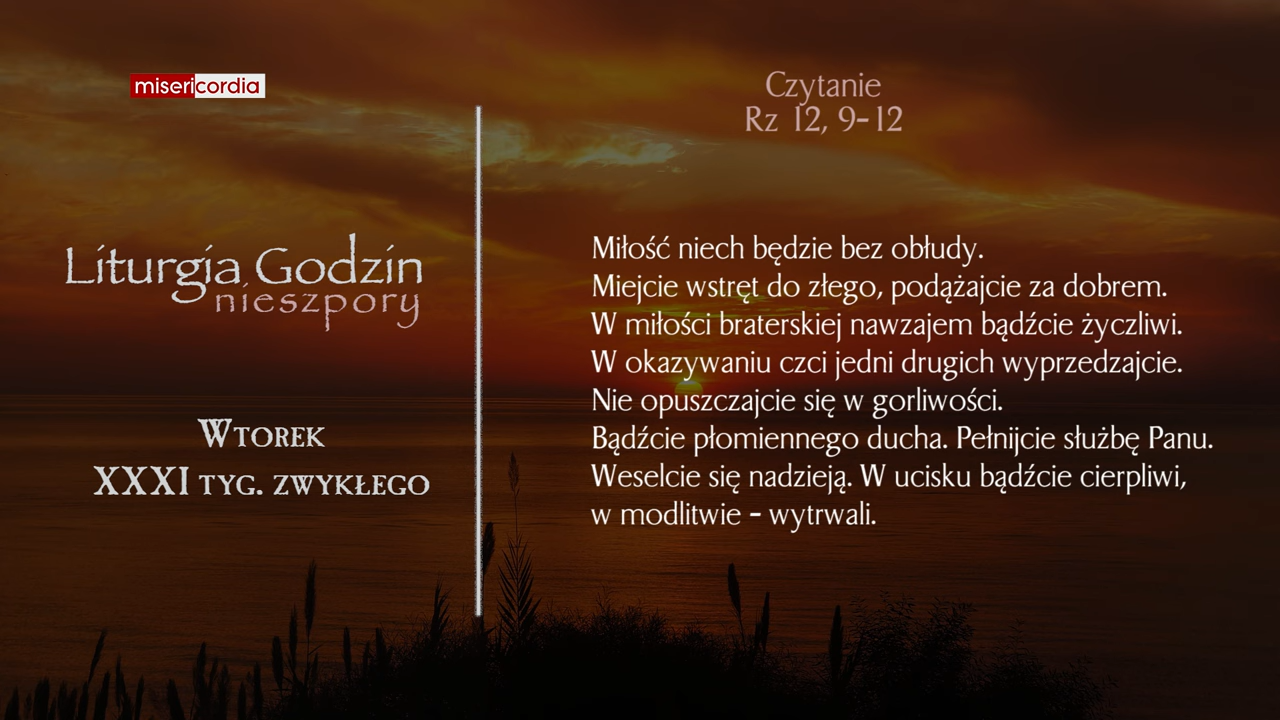 misericordia
Liturgia Godzin
nieszpory
Wtorek
XXXI tyg. zwykłego
Czytanie
Rz 12, 9-12
Miłość niech będzie bez obłudy.
Miejcie wstręt do złego, podążajcie za dobrem.
W miłości braterskiej nawzajem bądźcie życzliwi.
W okazywaniu czci jedni drugich wyprzedzajcie.
Nie opuszczajcie się w gorliwości.
Bądźcie płomiennego ducha. Pełnijcie służbę Panu.
Weselcie się nadzieją. W ucisku bądźcie cierpliwi,
w modlitwie - wytrwali.